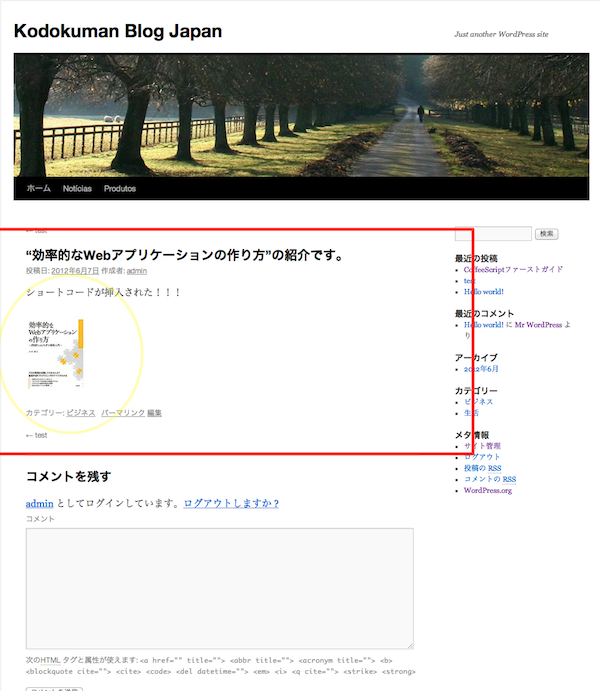 Kodokuman Blog Japan
Just another WordPress site
ホーム Notícias Produtos
← test
“効率的なWebアプリケーションの作り方”の紹介です。
投稿日: 2012年6月7日 作成者: admin
ショートコードが挿入された！！！
効率的な
Webアプリケーション
の作り方
カテゴリー: ビジネス パーマリンク 編集
← test
コメントを残す
admin としてログインしています。ログアウトしますか ?
コメント
次のHTML タグと属性が使えます: <a href="" title=""> <abbr title=""> <acronym title=""> <b>
<blockquote cite=""> <cite> <code> <del datetime=""> <em> <i> <q cite=""> <strike> <strong>
検索
最近の投稿
CoffeeScriptファーストガイド
test
Hello world!
最近のコメント
Hello world! に Mr WordPress よ
り
アーカイブ
2012年6月
カテゴリー
ビジネス
生活
メタ情報
サイト管理
ログアウト
投稿の RSS
コメントの RSS
WordPress.org